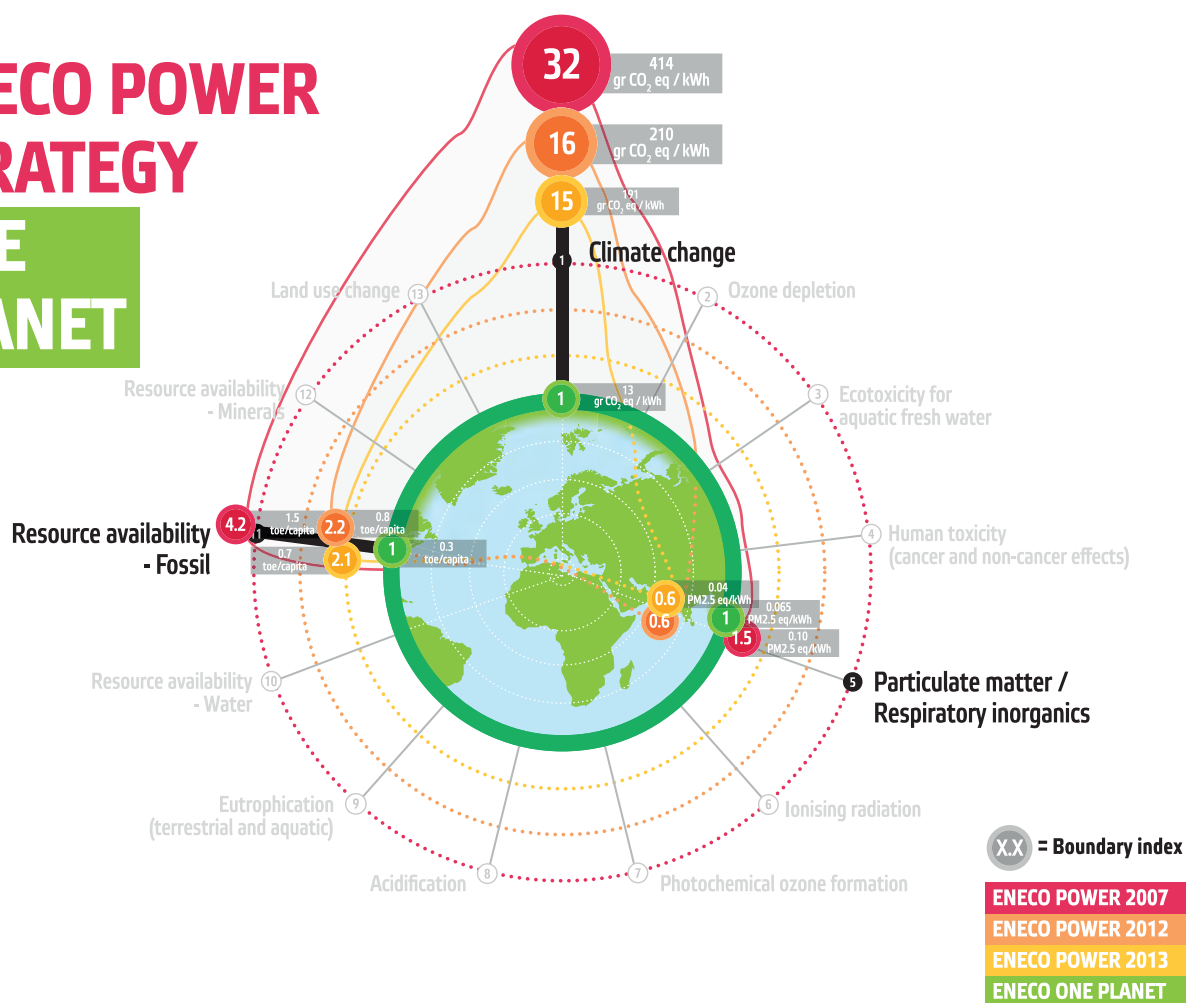 ECO POWER
RATEGY
E
ANET
32
414
gr CO2 eq / kWh
16
210
gr CO2 eq / kWh
15
191
gr CO2 eq / kWh
1
Climate change
13
Land use change
2
Ozone depletion
12
Resource availability
- Minerals
3
Ecotoxicity for
aquatic fresh water
1
13
gr CO2 eq / kWh
Resource availability
- Fossil
4.2
1.5
toe/capita
2.2
0.8
toe/capita
0.7
toe/capita
2.1
1
0.3
toe/capita
4
Human toxicity
(cancer and non-cancer effects)
0.6
0.04
PM2.5 eq/kWh
0.6
1
0.065
PM2.5 eq/kWh
1.5
0.10
PM2.5 eq/kWh
5
Particulate matter /
Respiratory inorganics
10
Resource availability
- Water
9
Eutrophication
(terrestrial and aquatic)
6
Ionising radiation
8
Acidification
7
Photochemical ozone formation
X.X
= Boundary index
ENECO POWER 2007
ENECO POWER 2012
ENECO POWER 2013
ENECO ONE PLANET